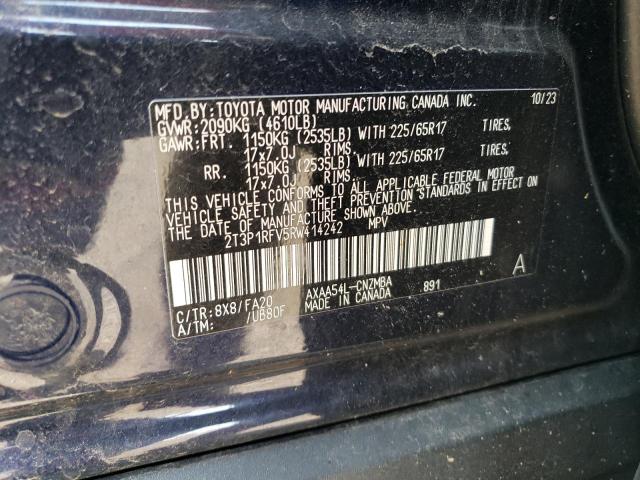 MFD. BY: TOYOTA MOTOR MANUFACTURING CANADA INC. 10/23
GVWR: 2090KG (4610LB)
GAWR: FRT. 1150KG (2535LB) WITH 225/65R17 TIRES,
17x7.0J RIMS,
RR. 1150KG (2535LB) WITH 225/65R17 TIRES,
17x7.0J RIMS,
THIS VEHICLE CONFORMS TO ALL APPLICABLE FEDERAL MOTOR
VEHICLE SAFETY AND THEFT PREVENTION STANDARDS IN EFFECT ON
THE DATE OF MANUFACTURE SHOWN ABOVE.
2T3P1RFV5RW414242 MPV
A
C/TR: 8X8/FA20 AXAA54L-CNZMBA 891
A/TM: /UB80F MADE IN CANADA